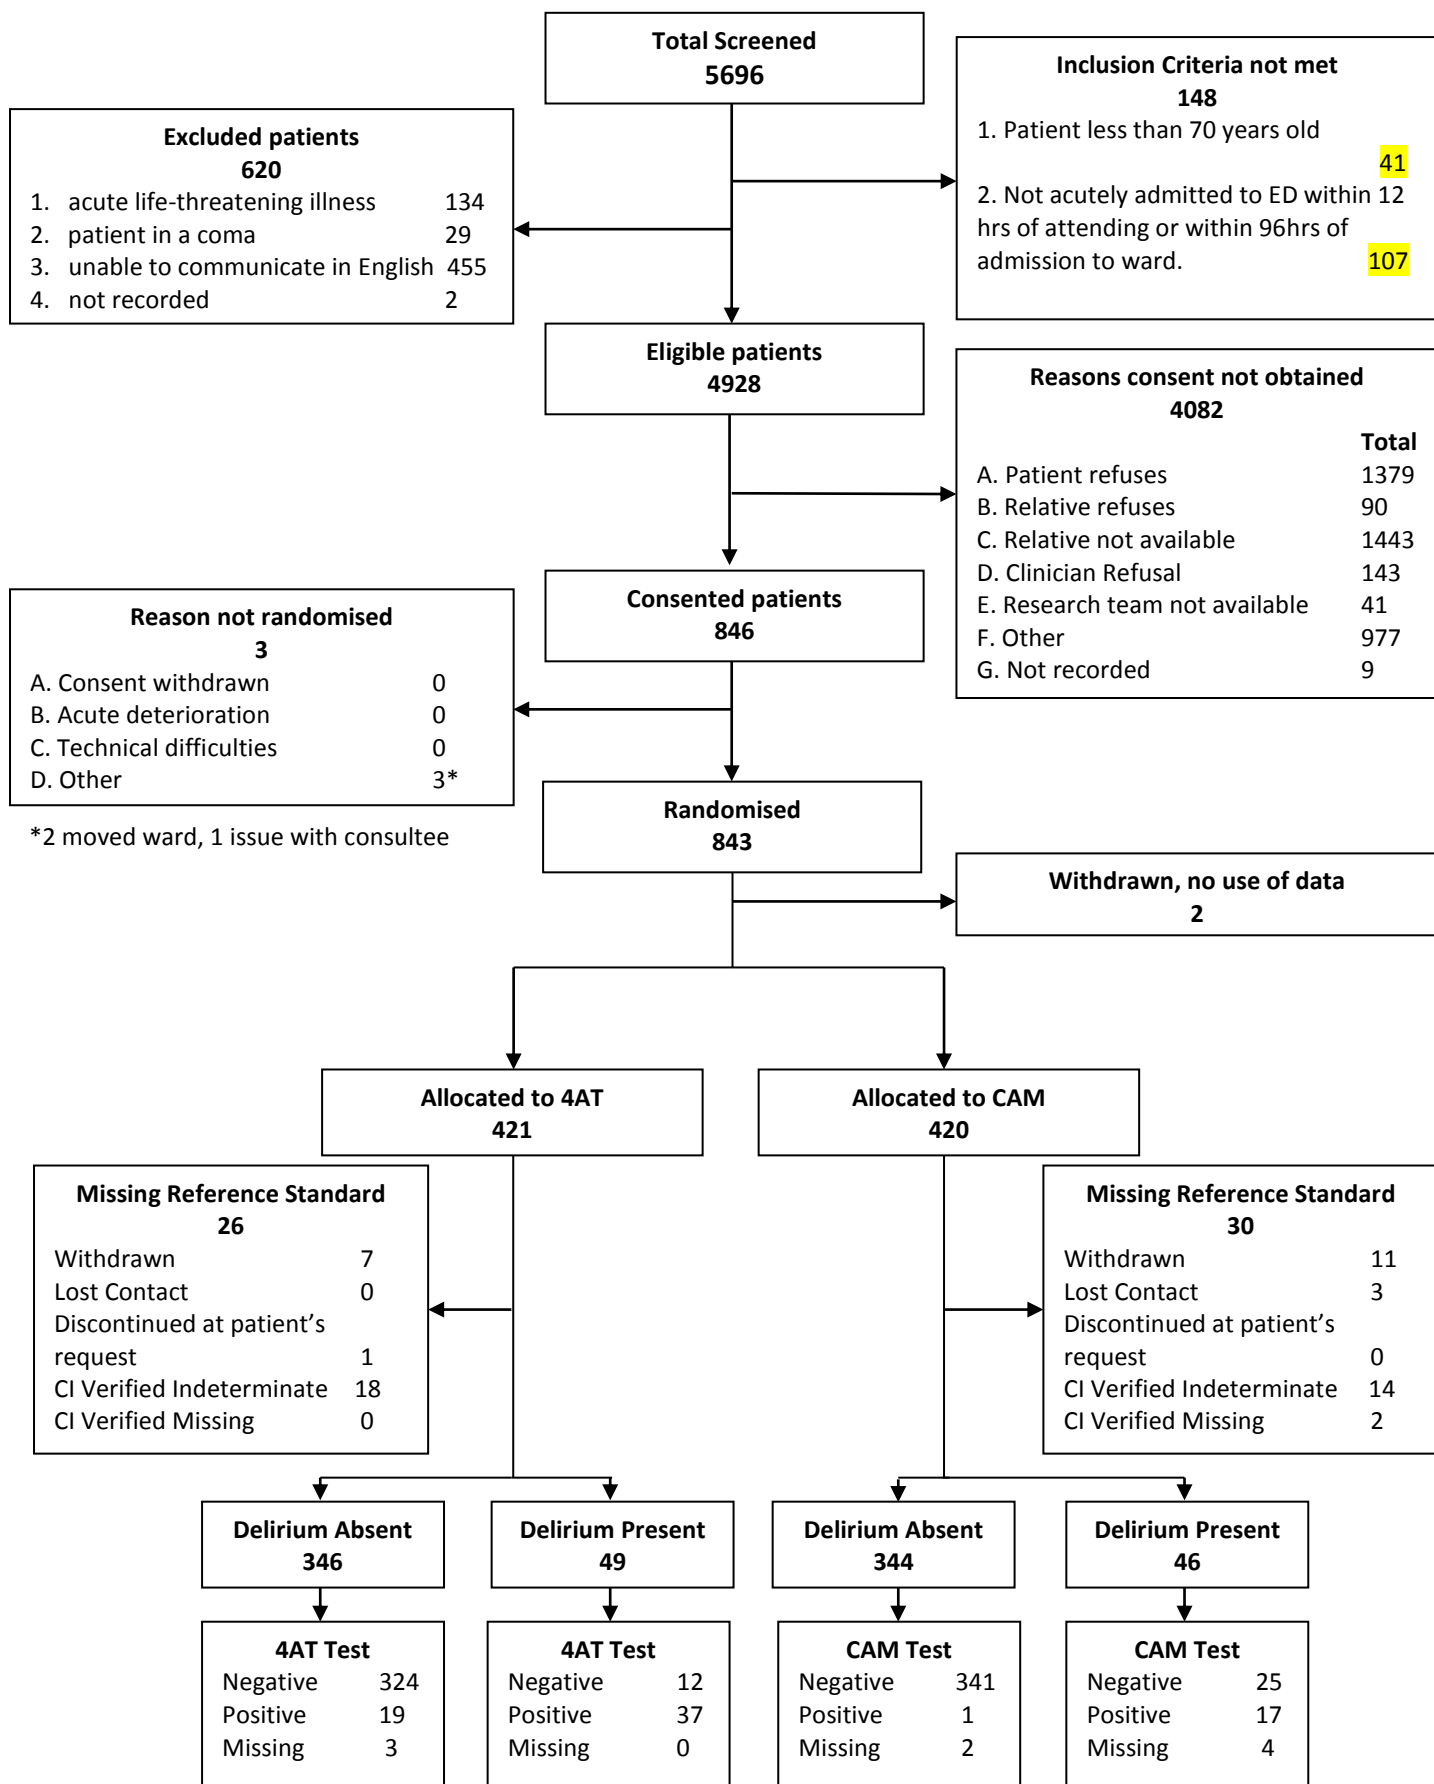 Total Screened
5696
Inclusion Criteria not met
148
1. Patient less than 70 years old
41
2. Not acutely admitted to ED within 12
hrs of attending or within 96hrs of
admission to ward. 107
Excluded patients
620
1. acute life-threatening illness 134
2. patient in a coma 29
3. unable to communicate in English 455
4. not recorded 2
Eligible patients
4928
Reasons consent not obtained
4082
Total
A. Patient refuses 1379
B. Relative refuses 90
C. Relative not available 1443
D. Clinician Refusal 143
E. Research team not available 41
F. Other 977
G. Not recorded 9
Consented patients
846
Reason not randomised
3
A. Consent withdrawn 0
B. Acute deterioration 0
C. Technical difficulties 0
D. Other 3*
*2 moved ward, 1 issue with consultee
Randomised
843
Withdrawn, no use of data
2
Allocated to 4AT
421
Allocated to CAM
420
Missing Reference Standard
26
Withdrawn 7
Lost Contact 0
Discontinued at patient's
request 1
CI Verified Indeterminate 18
CI Verified Missing 0
Missing Reference Standard
30
Withdrawn 11
Lost Contact 3
Discontinued at patient's
request 0
CI Verified Indeterminate 14
CI Verified Missing 2
Delirium Absent
346
Delirium Present
49
Delirium Absent
344
Delirium Present
46
4AT Test
Negative 324
Positive 19
Missing 3
4AT Test
Negative 12
Positive 37
Missing 0
CAM Test
Negative 341
Positive 1
Missing 2
CAM Test
Negative 25
Positive 17
Missing 4